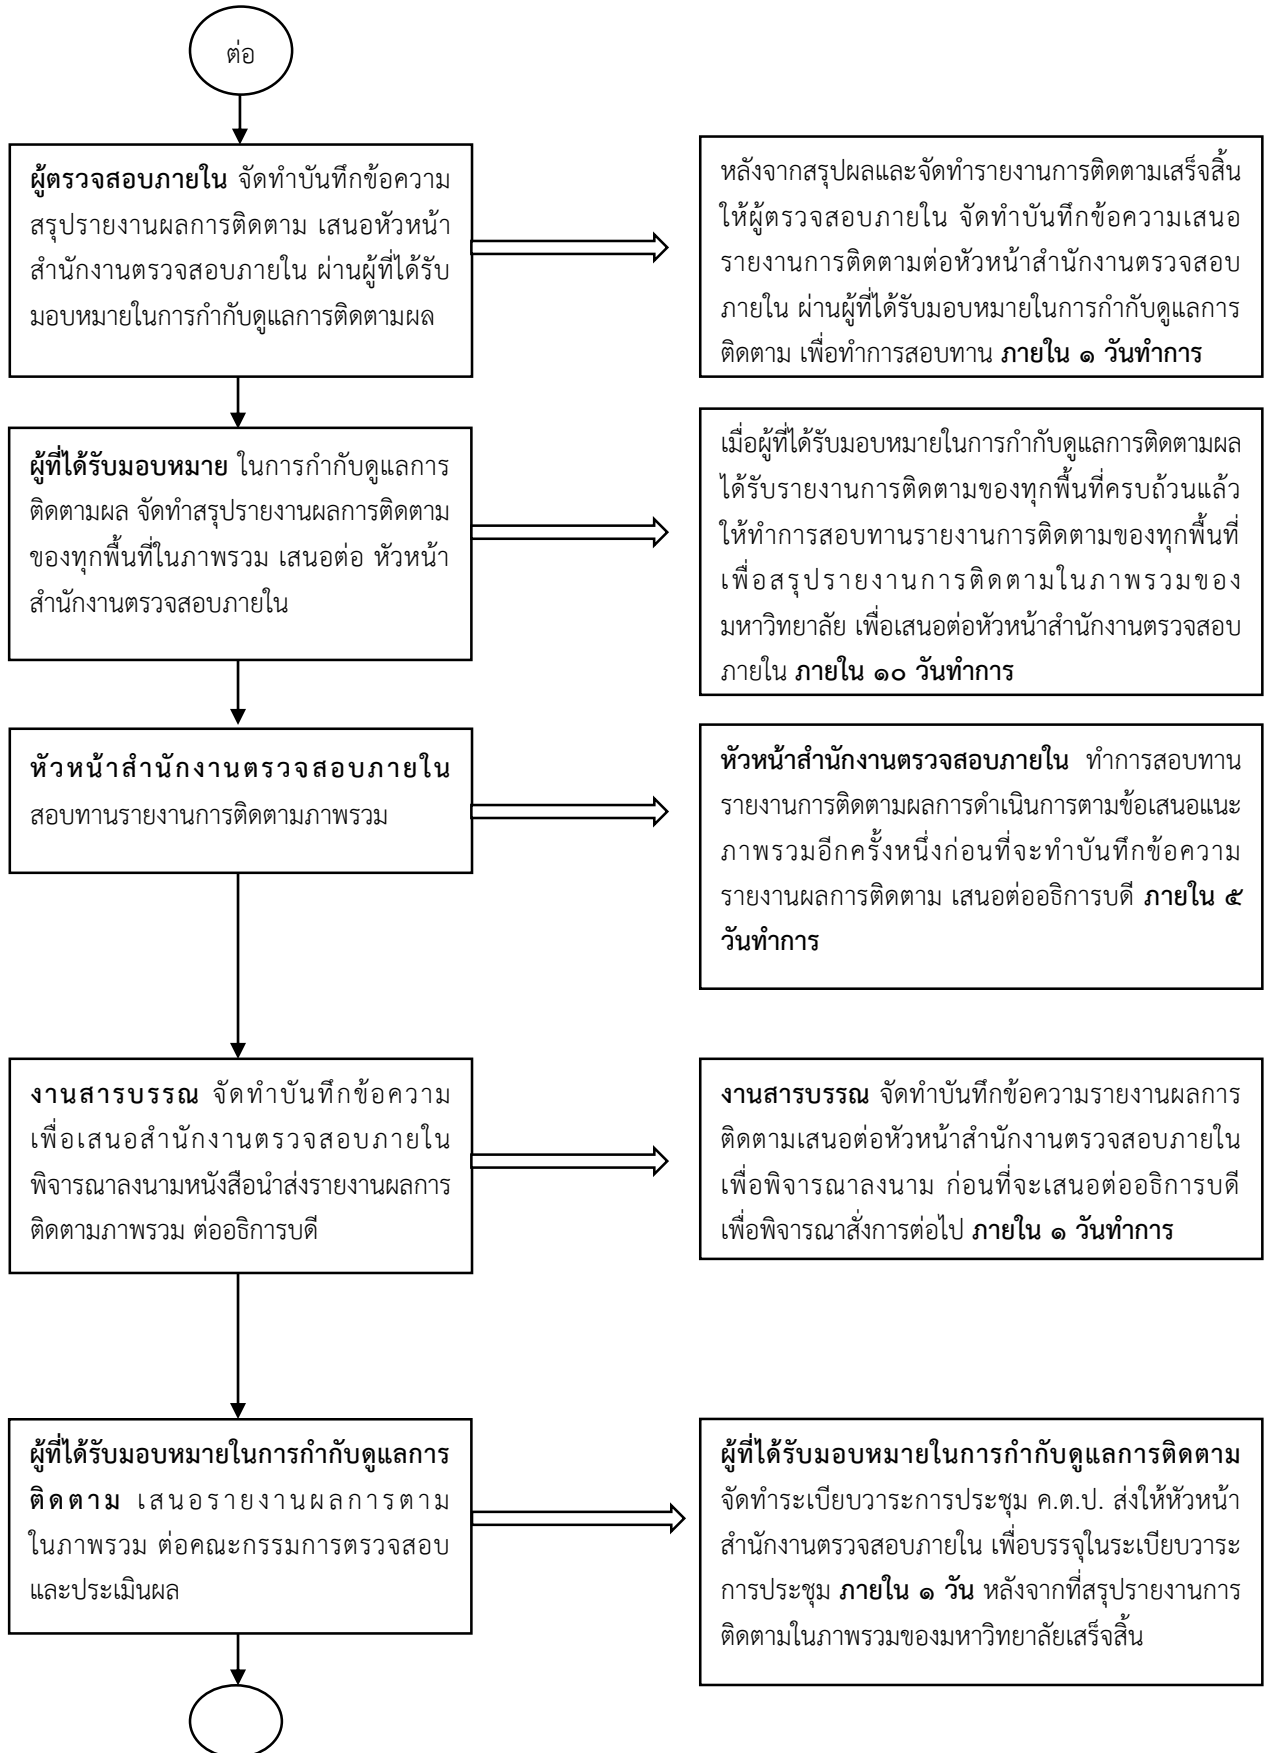 ต่อ
ผู้ตรวจสอบภายใน จัดทำบันทึกข้อความ
สรุปรายงานผลการติดตาม เสนอหัวหน้า
สำนักงานตรวจสอบภายใน ผ่านผู้ที่ได้รับ
มอบหมายในการกำกับดูแลการติดตามผล
หลังจากสรุปผลและจัดทำรายงานการติดตามเสร็จสิ้น
ให้ผู้ตรวจสอบภายใน จัดทำบันทึกข้อความเสนอ
รายงานการติดตามต่อหัวหน้าสำนักงานตรวจสอบ
ภายใน ผ่านผู้ที่ได้รับมอบหมายในการกำกับดูแลการ
ติดตาม เพื่อทำการสอบทาน ภายใน ๑ วันทำการ
ผู้ที่ได้รับมอบหมาย ในการกำกับดูแลการ
ติดตามผล จัดทำสรุปรายงานผลการติดตาม
ของทุกพื้นที่ในภาพรวม เสนอต่อ หัวหน้า
สำนักงานตรวจสอบภายใน
เมื่อผู้ที่ได้รับมอบหมายในการกำกับดูแลการติดตามผล
ได้รับรายงานการติดตามของทุกพื้นที่ครบถ้วนแล้ว
ให้ทำการสอบทานรายงานการติดตามของทุกพื้นที่
เพื่อสรุปรายงานการติดตามในภาพรวมของ
มหาวิทยาลัย เพื่อเสนอต่อหัวหน้าสำนักงานตรวจสอบ
ภายใน ภายใน ๑๐ วันทำการ
หัวหน้าสำนักงานตรวจสอบภายใน
สอบทานรายงานการติดตามภาพรวม
หัวหน้าสำนักงานตรวจสอบภายใน ทำการสอบทาน
รายงานการติดตามผลการดำเนินการตามข้อเสนอแนะ
ภาพรวมอีกครั้งหนึ่งก่อนที่จะทำบันทึกข้อความ
รายงานผลการติดตาม เสนอต่ออธิการบดี ภายใน ๕
วันทำการ
งานสารบรรณ จัดทำบันทึกข้อความ
เพื่อเสนอสำนักงานตรวจสอบภายใน
พิจารณาลงนามหนังสือนำส่งรายงานผลการ
ติดตามภาพรวม ต่ออธิการบดี
งานสารบรรณ จัดทำบันทึกข้อความรายงานผลการ
ติดตามเสนอต่อหัวหน้าสำนักงานตรวจสอบภายใน
เพื่อพิจารณาลงนาม ก่อนที่จะเสนอต่ออธิการบดี
เพื่อพิจารณาสั่งการต่อไป ภายใน ๑ วันทำการ
ผู้ที่ได้รับมอบหมายในการกำกับดูแลการ
ติดตาม เสนอรายงานผลการตาม
ในภาพรวม ต่อคณะกรรมการตรวจสอบ
และประเมินผล
ผู้ที่ได้รับมอบหมายในการกำกับดูแลการติดตาม
จัดทำระเบียบวาระการประชุม ค.ต.ป. ส่งให้หัวหน้า
สำนักงานตรวจสอบภายใน เพื่อบรรจุในระเบียบวาระ
การประชุม ภายใน ๑ วัน หลังจากที่สรุปรายงานการ
ติดตามในภาพรวมของมหาวิทยาลัยเสร็จสิ้น